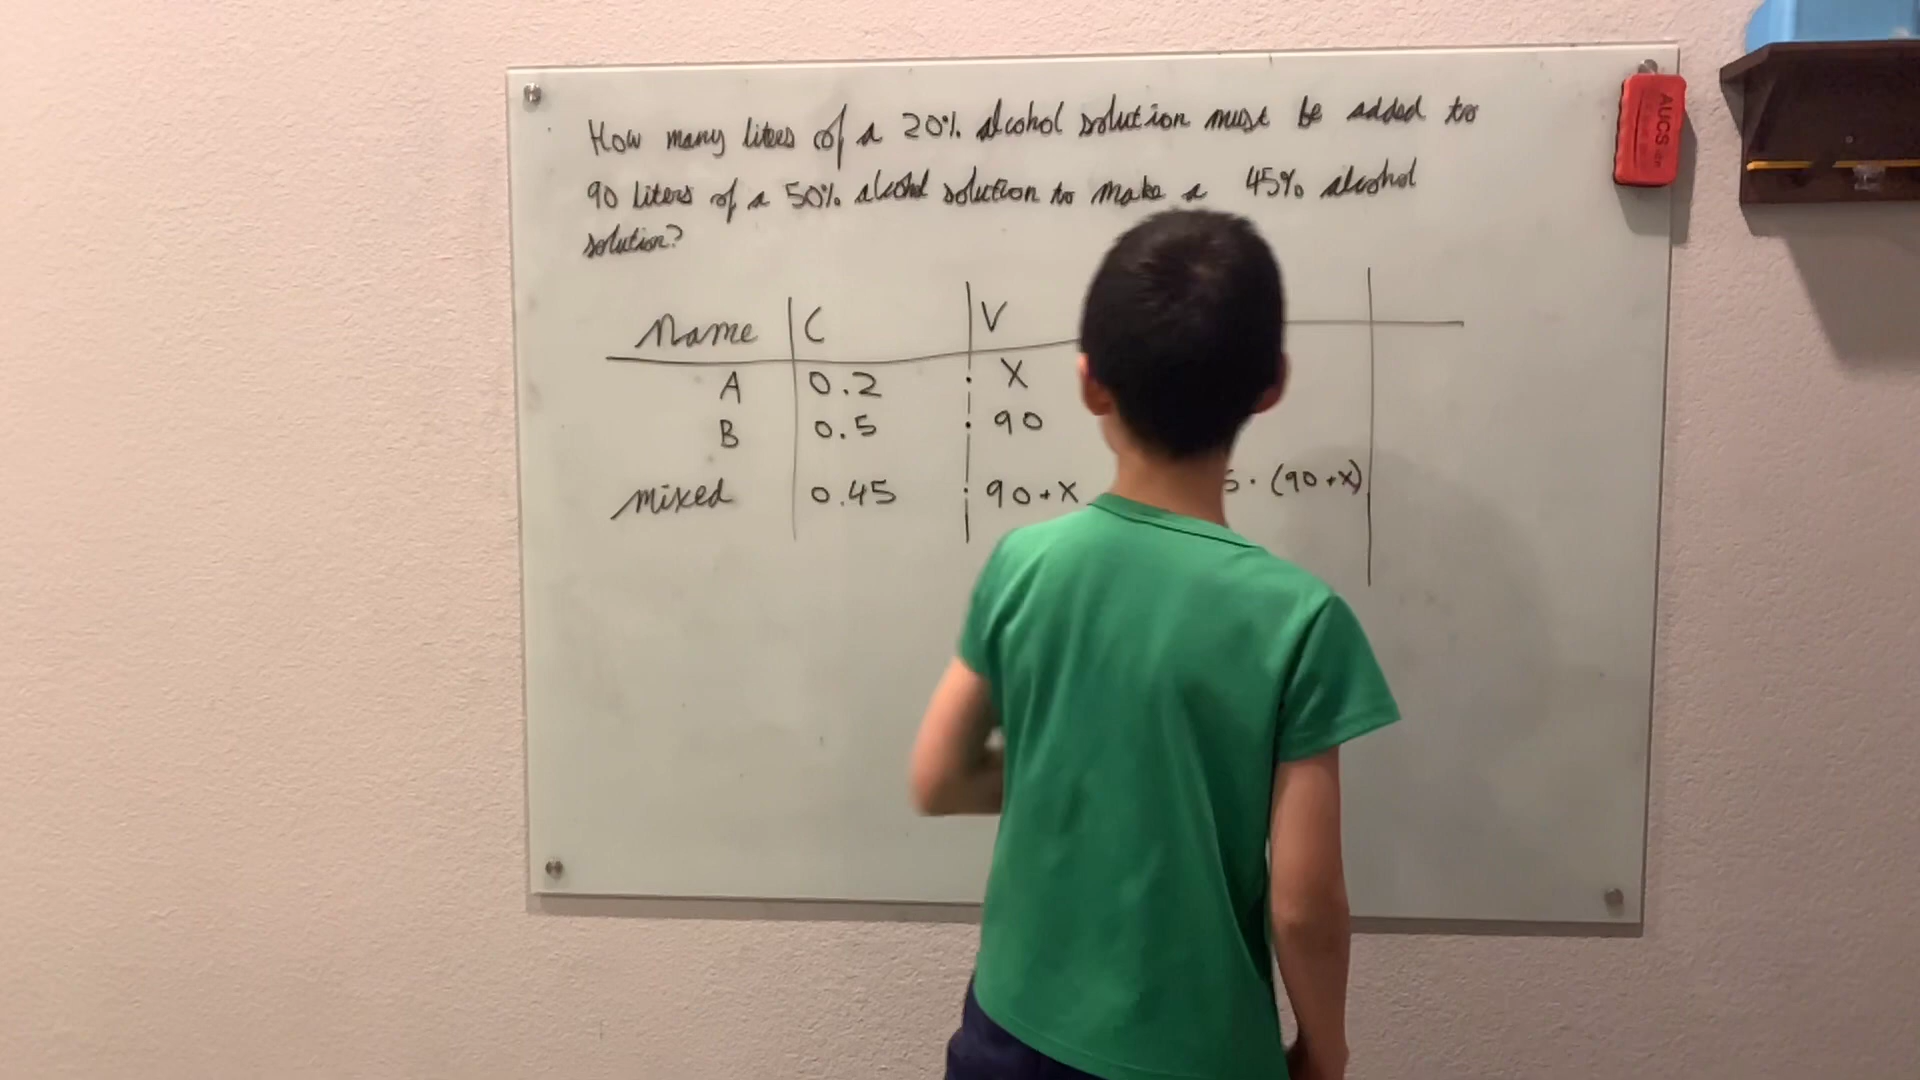 How many liters of a 20% alcohol solution must be added to
90 liters of a 50% alcohol solution to make a 45% alcohol
solution?
Name C V
A 0.2 · X
B 0.5 · 90
mixed 0.45 · 90+X 5·(90+X)
AUCS